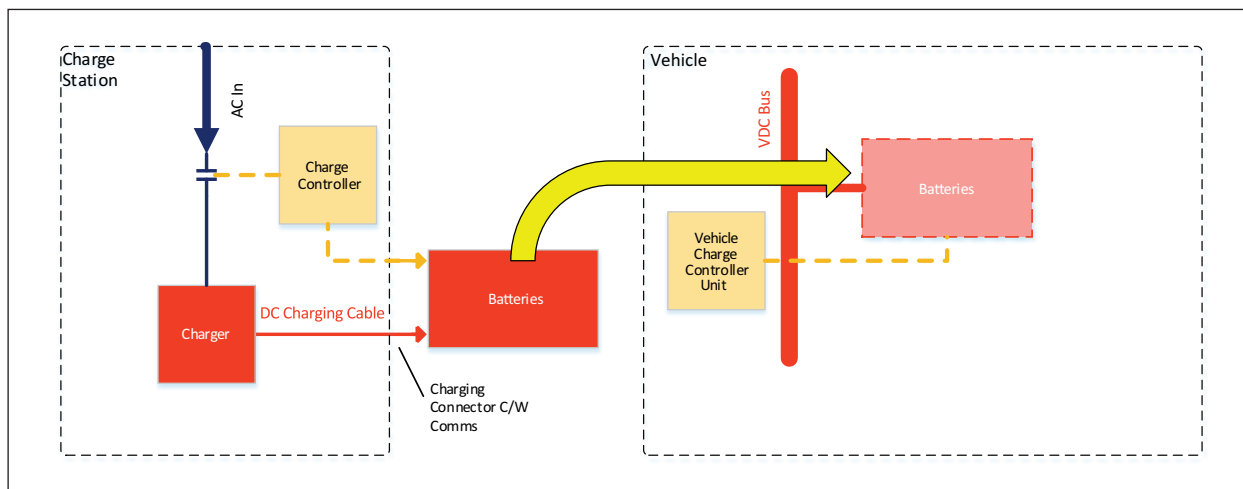 Charge
Station
AC In
Charge
Controller
Charger
DC Charging Cable
Charging
Connector C/W
Comms
Batteries
Vehicle
VDC Bus
Vehicle
Charge
Controller
Unit
Batteries